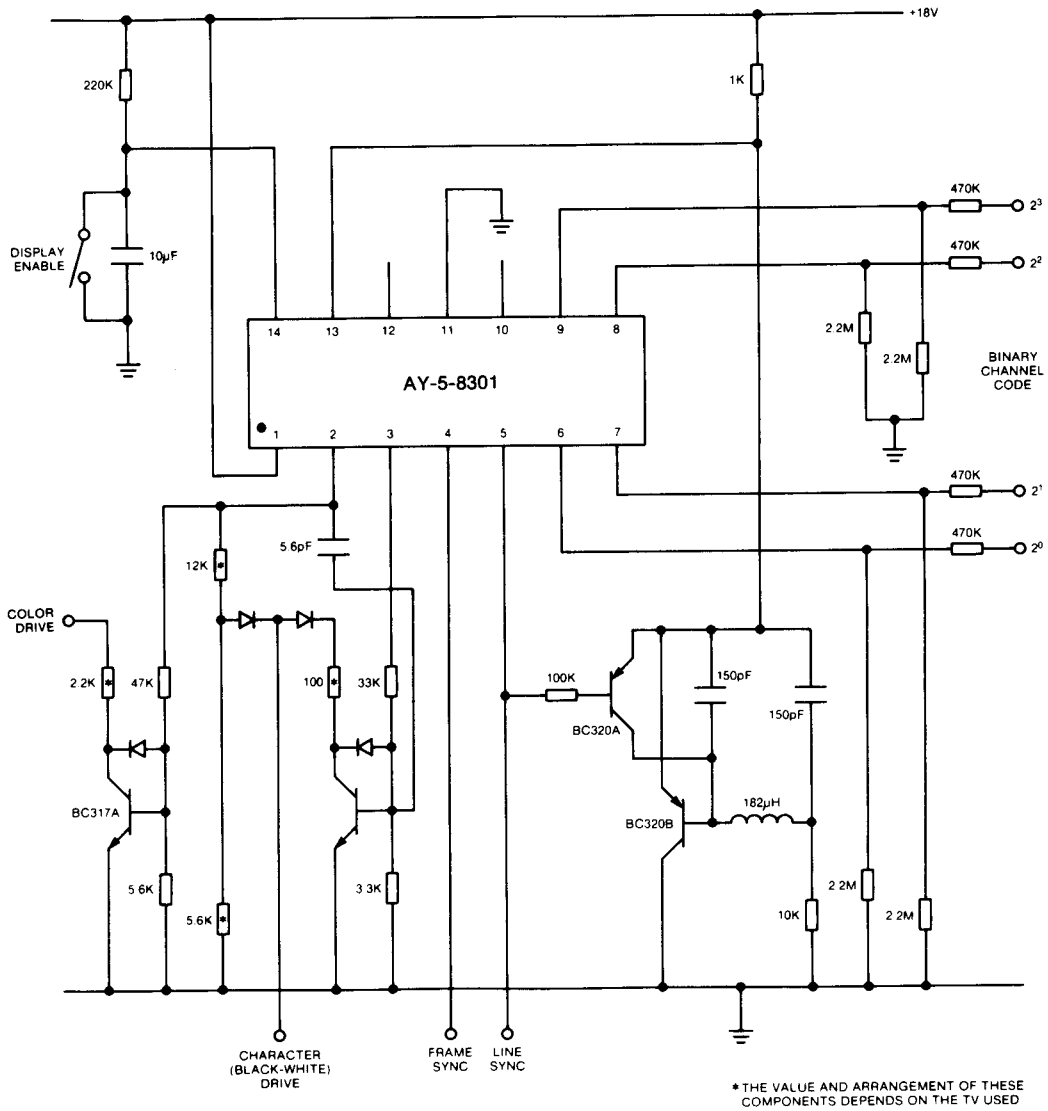 +18V
220K
1K
470K
2³
DISPLAY
ENABLE
10µF
470K
2²
14 13 12 11 10 9 8
2.2M
2.2M
BINARY
CHANNEL
CODE
AY-5-8301
1 2 3 4 5 6 7
470K
2¹
5.6pF
470K
2⁰
12K
*
COLOR
DRIVE
2.2K
*
47K
100
*
33K
100K
150pF
150pF
BC320A
BC317A
182µH
BC320B
5.6K
3.3K
2.2M
5.6K
*
10K
2.2M
CHARACTER
(BLACK-WHITE)
DRIVE
FRAME
SYNC
LINE
SYNC
* THE VALUE AND ARRANGEMENT OF THESE
COMPONENTS DEPENDS ON THE TV USED